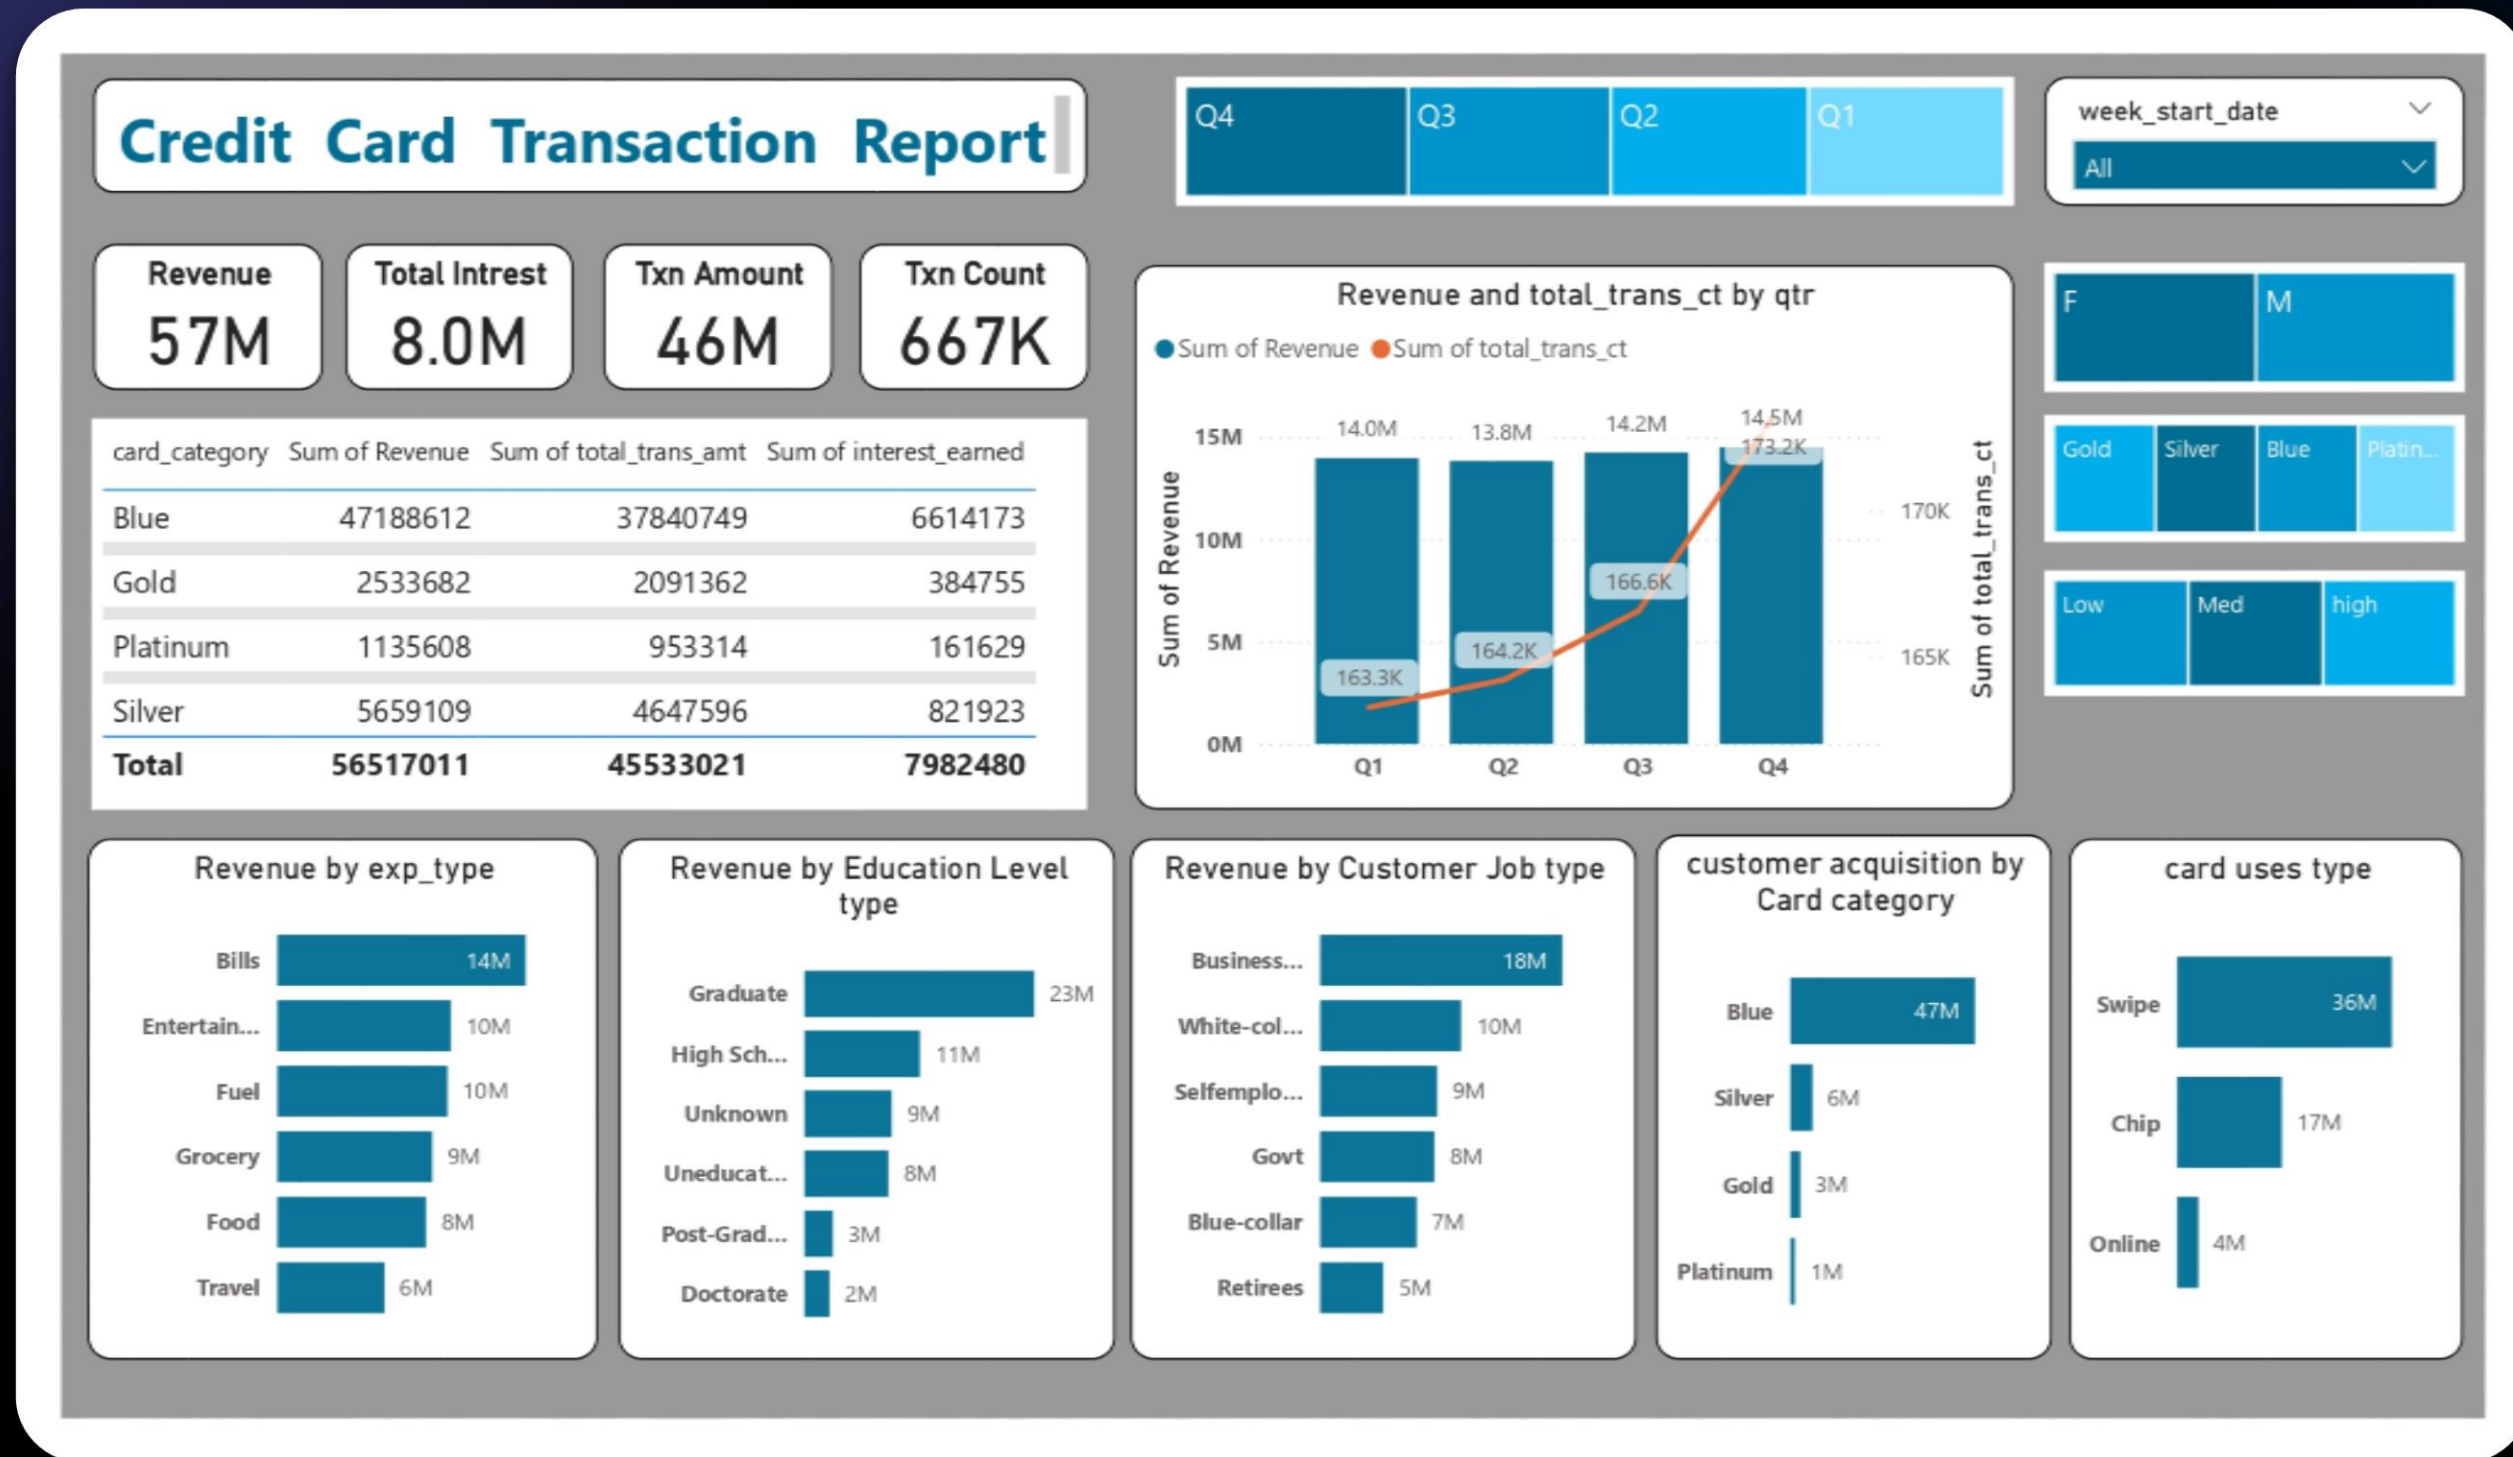 Credit Card Transaction Report
Q4 Q3 Q2 Q1
week_start_date
All
Revenue
57M
Total Intrest
8.0M
Txn Amount
46M
Txn Count
667K
F M
Gold Silver Blue Platin...
Low Med high
card_category Sum of Revenue Sum of total_trans_amt Sum of interest_earned
Blue 47188612 37840749 6614173
Gold 2533682 2091362 384755
Platinum 1135608 953314 161629
Silver 5659109 4647596 821923
Total 56517011 45533021 7982480
Revenue and total_trans_ct by qtr
Sum of Revenue Sum of total_trans_ct
Sum of Revenue
15M
10M
5M
0M
14.0M 13.8M 14.2M 14.5M
163.3K 164.2K 166.6K 173.2K
Q1 Q2 Q3 Q4
170K
165K
Sum of total_trans_ct
Revenue by exp_type
Bills 14M
Entertain... 10M
Fuel 10M
Grocery 9M
Food 8M
Travel 6M
Revenue by Education Level
type
Graduate 23M
High Sch... 11M
Unknown 9M
Uneducat... 8M
Post-Grad... 3M
Doctorate 2M
Revenue by Customer Job type
Business... 18M
White-col... 10M
Selfemplo... 9M
Govt 8M
Blue-collar 7M
Retirees 5M
customer acquisition by
Card category
Blue 47M
Silver 6M
Gold 3M
Platinum 1M
card uses type
Swipe 36M
Chip 17M
Online 4M